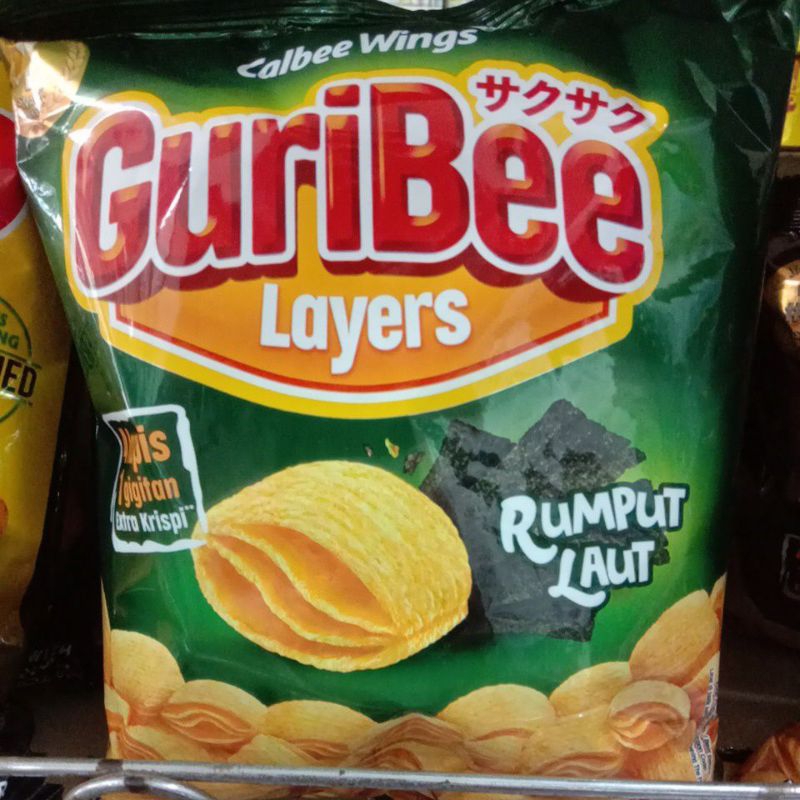 Calbee Wings
サクサク
GuriBee
Layers
Extra Krispi
RUMPUT
LAUT